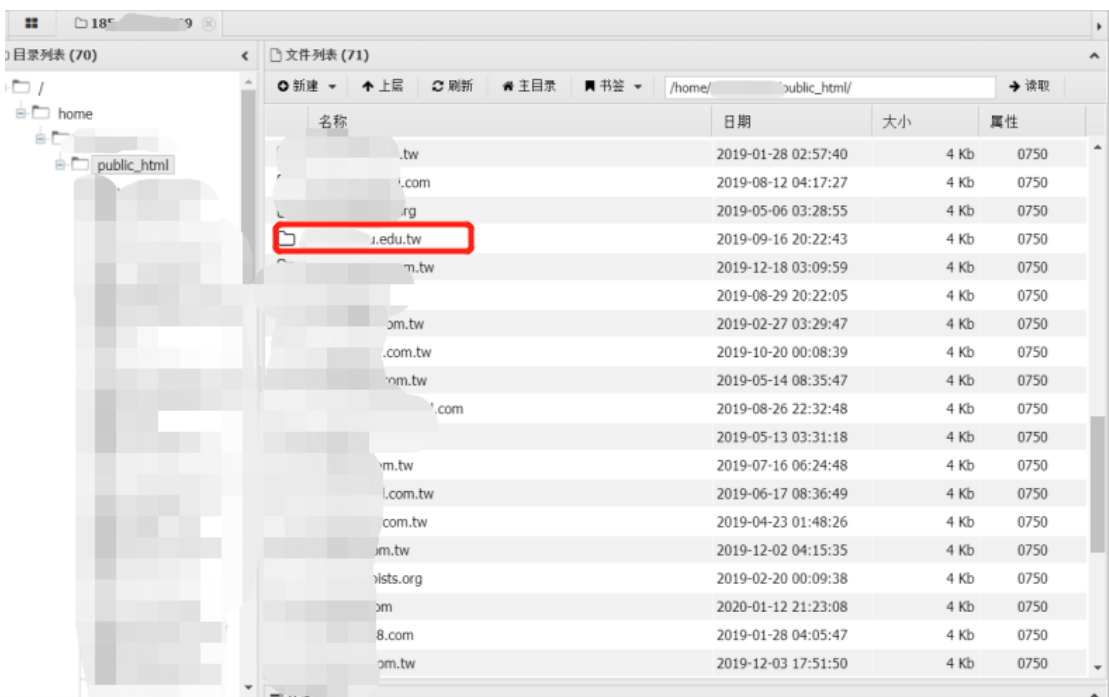 185 9
目录列表 (70)
文件列表 (71)
新建 上层 刷新 主目录 书签 /home/ public_html/ 读取
/
home
public_html
名称 日期 大小 属性
.tw 2019-01-28 02:57:40 4 Kb 0750
.com 2019-08-12 04:17:27 4 Kb 0750
rg 2019-05-06 03:28:55 4 Kb 0750
u.edu.tw 2019-09-16 20:22:43 4 Kb 0750
m.tw 2019-12-18 03:09:59 4 Kb 0750
2019-08-29 20:22:05 4 Kb 0750
om.tw 2019-02-27 03:29:47 4 Kb 0750
.com.tw 2019-10-20 00:08:39 4 Kb 0750
om.tw 2019-05-14 08:35:47 4 Kb 0750
.com 2019-08-26 22:32:48 4 Kb 0750
2019-05-13 03:31:18 4 Kb 0750
m.tw 2019-07-16 06:24:48 4 Kb 0750
l.com.tw 2019-06-17 08:36:49 4 Kb 0750
com.tw 2019-04-23 01:48:26 4 Kb 0750
om.tw 2019-12-02 04:15:35 4 Kb 0750
ists.org 2019-02-20 00:09:38 4 Kb 0750
om 2020-01-12 21:23:08 4 Kb 0750
8.com 2019-01-28 04:05:47 4 Kb 0750
om.tw 2019-12-03 17:51:50 4 Kb 0750